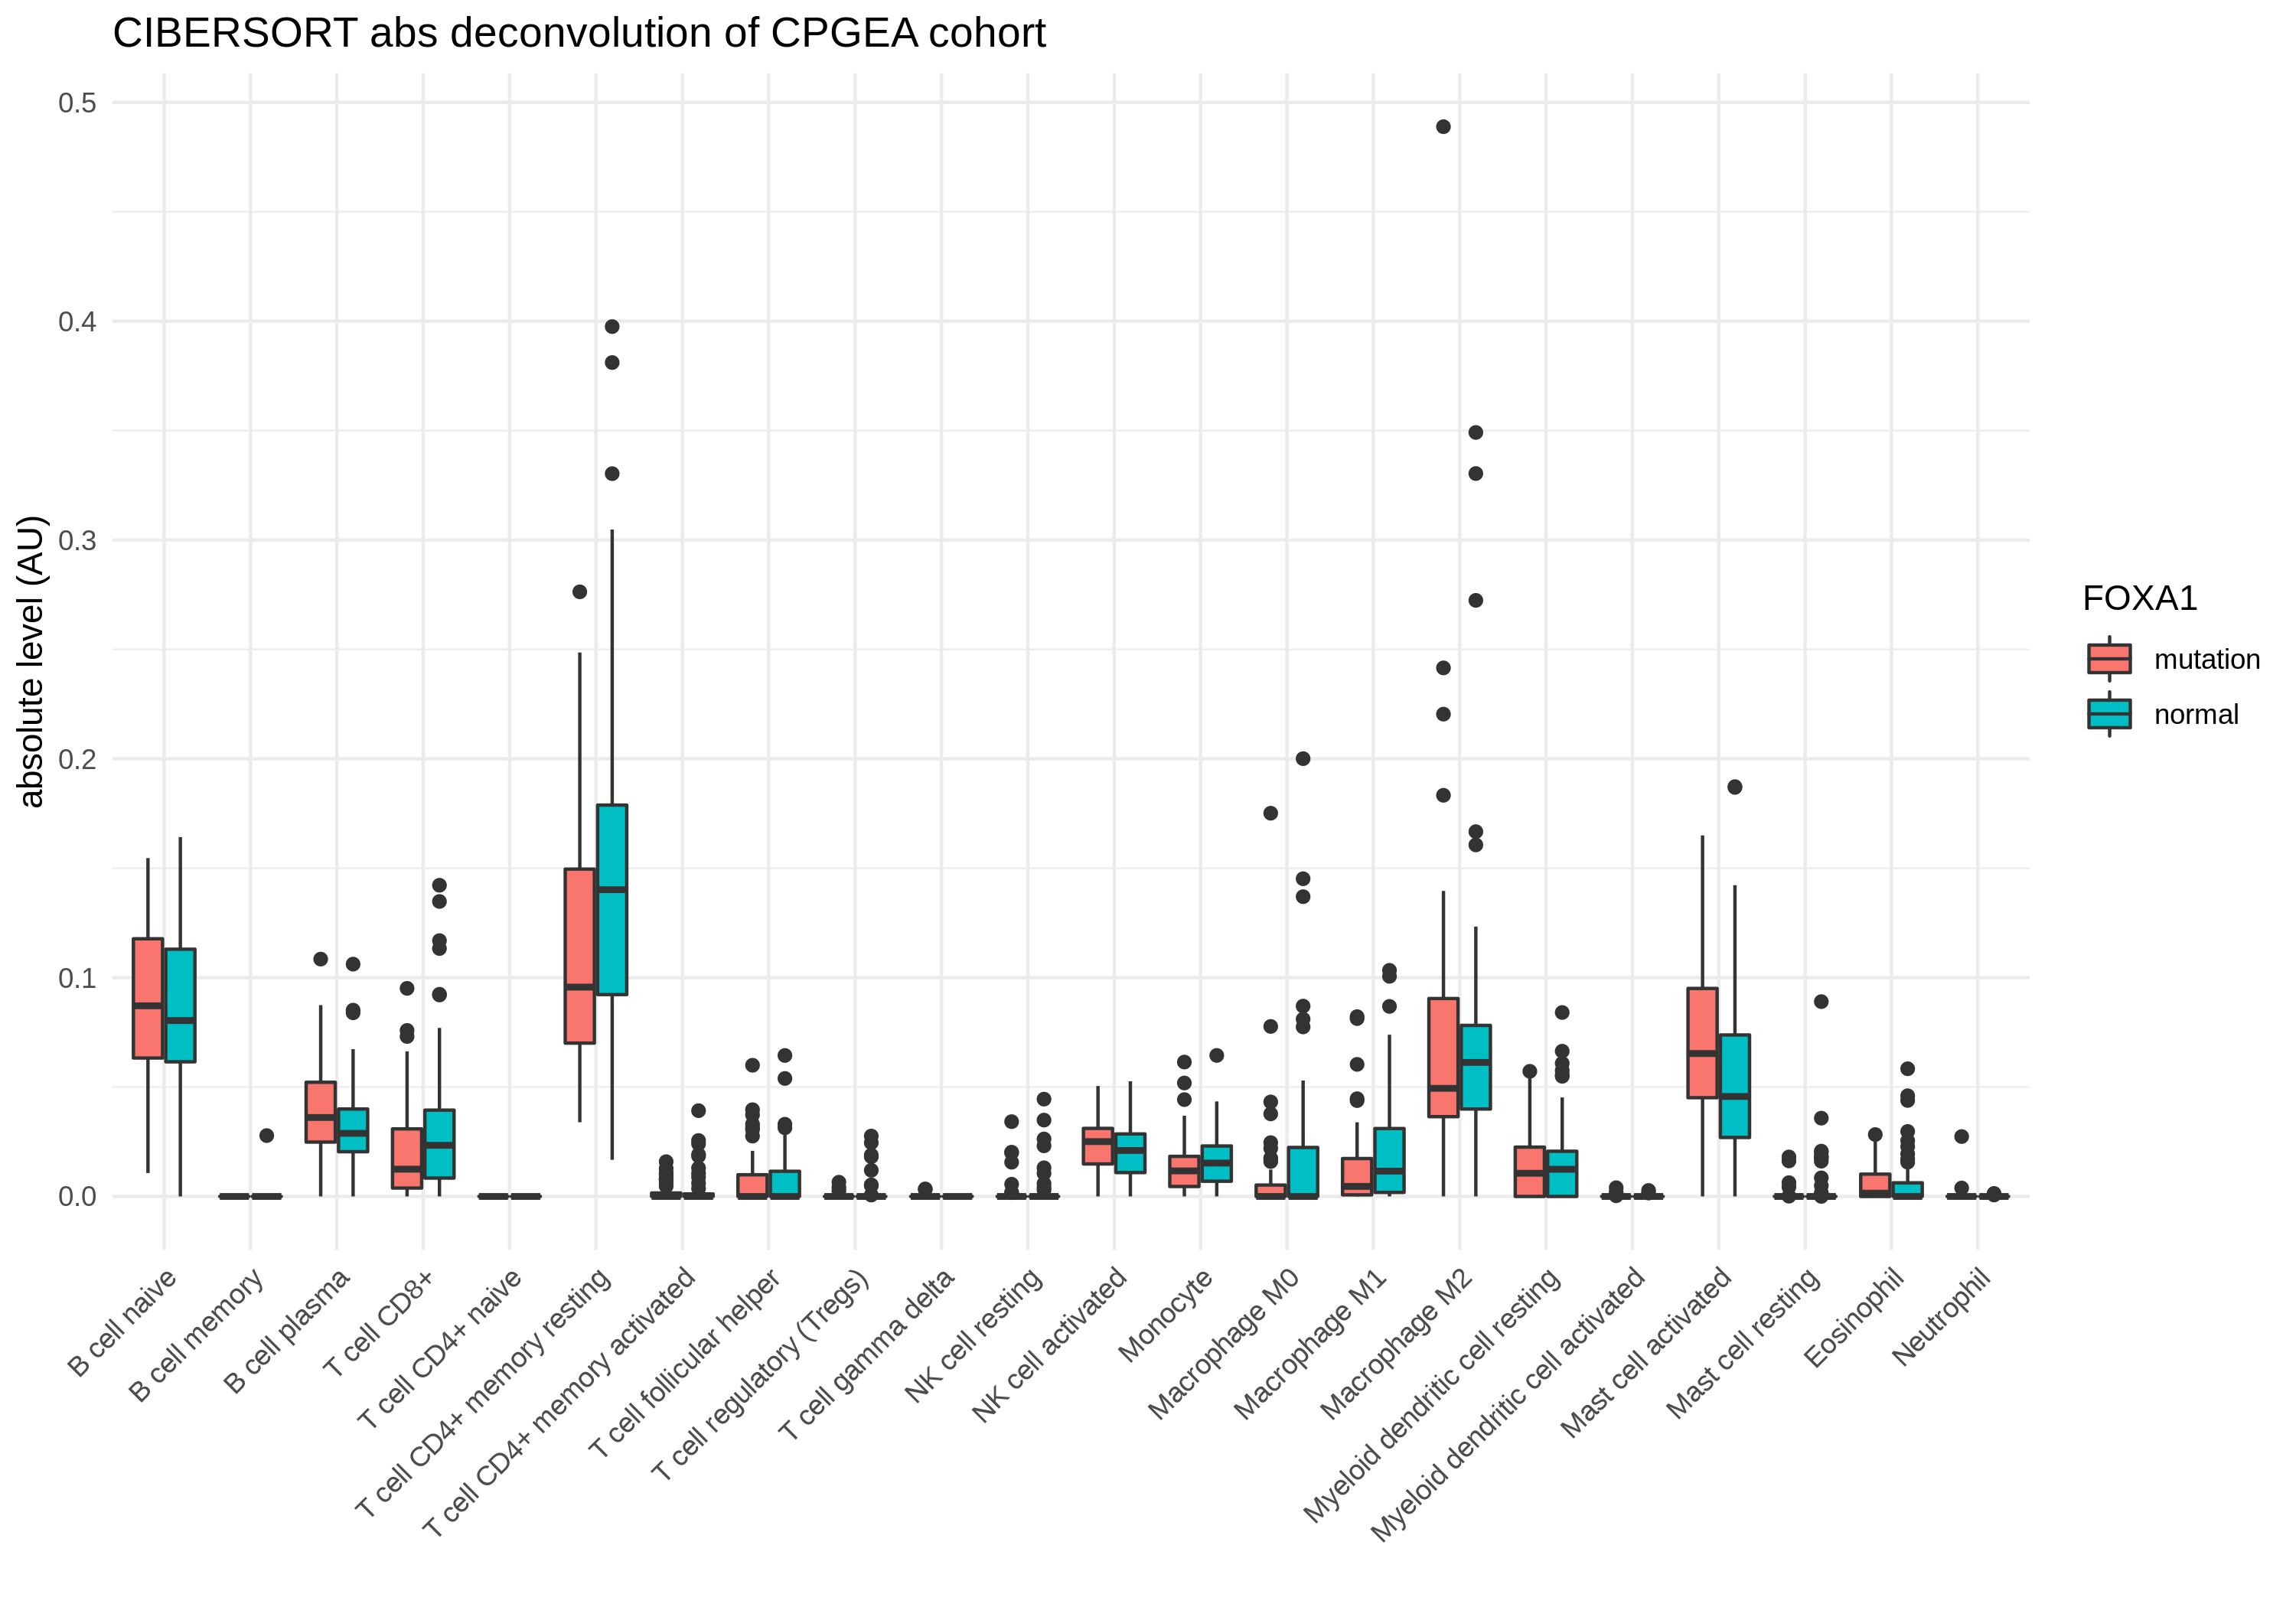 CIBERSORT abs deconvolution of CPGEA cohort
absolute level (AU)
0.5
0.4
0.3
0.2
0.1
0.0
B cell naive
B cell memory
B cell plasma
T cell CD8+
T cell CD4+ naive
T cell CD4+ memory resting
T cell CD4+ memory activated
T cell follicular helper
T cell regulatory (Tregs)
T cell gamma delta
NK cell resting
NK cell activated
Monocyte
Macrophage M0
Macrophage M1
Macrophage M2
Myeloid dendritic cell resting
Myeloid dendritic cell activated
Mast cell activated
Mast cell resting
Eosinophil
Neutrophil
FOXA1
mutation
normal